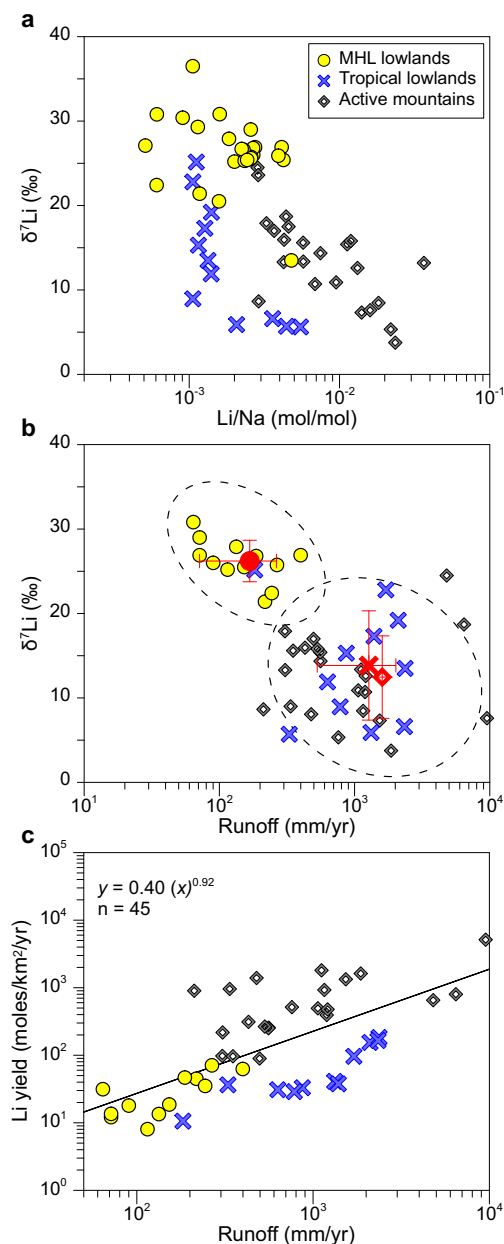 a
40
30
20
10
0
δ⁷Li (‰)
MHL lowlands
Tropical lowlands
Active mountains
10⁻³ 10⁻² 10⁻¹
Li/Na (mol/mol)
b
40
30
20
10
0
δ⁷Li (‰)
10¹ 10² 10³ 10⁴
Runoff (mm/yr)
c
10⁵
10⁴
10³
10²
10¹
10⁰
Li yield (moles/km²/yr)
y = 0.40 (x)⁰·⁹²
n = 45
10² 10³ 10⁴
Runoff (mm/yr)